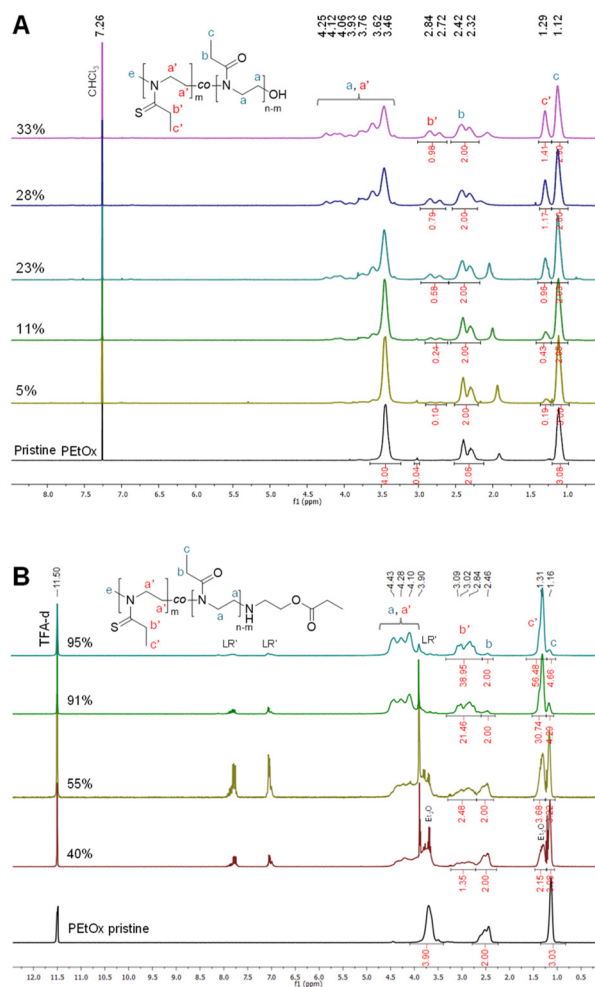 A
7.26
4.25
4.12
4.06
3.93
3.76
3.62
3.46
2.84
2.72
2.42
2.32
1.29
1.12
CHCl3
e
a'
co
c
b
O
a
OH
N
a'
m
N
a
n-m
S
b'
c'
a, a'
b'
b
c'
c
33%
0.98
2.00
1.41
28%
0.79
2.00
1.17
23%
0.58
2.00
0.96
11%
0.24
2.00
0.43
5%
0.10
2.00
0.19
Pristine PEtOx
4.00
0.04
2.06
3.08
8.0 7.5 7.0 6.5 6.0 5.5 5.0 4.5 4.0 3.5 3.0 2.5 2.0 1.5 1.0
f1 (ppm)
B
11.50
4.43
4.28
4.10
3.90
3.09
3.02
2.84
2.46
1.31
1.16
TFA-d
e
a'
co
c
b
O
a
N
a'
m
N
a
n-m
H
N
O
O
S
b'
c'
a, a'
LR'
b'
b
c'
c
95%
LR'
LR'
38.95
2.00
56.48
4.66
91%
21.46
2.00
30.74
4.29
55%
2.48
2.00
3.68
Et2O
Et2O
40%
1.35
2.00
2.15
PEtOx pristine
3.90
2.00
3.03
12.0 11.5 11.0 10.5 10.0 9.5 9.0 8.5 8.0 7.5 7.0 6.5 6.0 5.5 5.0 4.5 4.0 3.5 3.0 2.5 2.0 1.5 1.0
f1 (ppm)